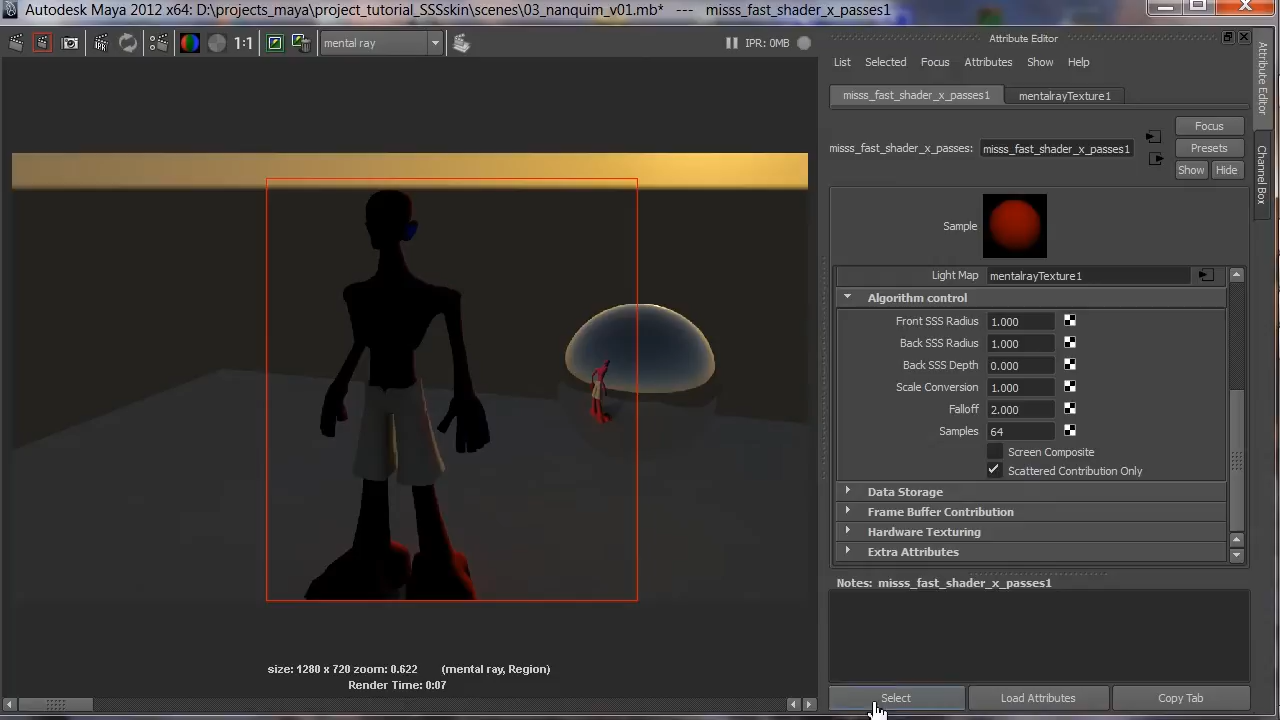 Autodesk Maya 2012 x64: D:\projects_maya\project_tutorial_SSSskin\scenes\03_nanquim_v01.mb* --- misss_fast_shader_x_passes1
1:1
mental ray
IPR: 0MB
Attribute Editor
List Selected Focus Attributes Show Help
misss_fast_shader_x_passes1 mentalrayTexture1
misss_fast_shader_x_passes: misss_fast_shader_x_passes1
Focus
Presets
Show Hide
Sample
Light Map mentalrayTexture1
Algorithm control
Front SSS Radius 1.000
Back SSS Radius 1.000
Back SSS Depth 0.000
Scale Conversion 1.000
Falloff 2.000
Samples 64
Screen Composite
Scattered Contribution Only
Data Storage
Frame Buffer Contribution
Hardware Texturing
Extra Attributes
Notes: misss_fast_shader_x_passes1
Select Load Attributes Copy Tab
Attribute Editor
Channel Box
size: 1280 x 720 zoom: 0.622 (mental ray, Region)
Render Time: 0:07